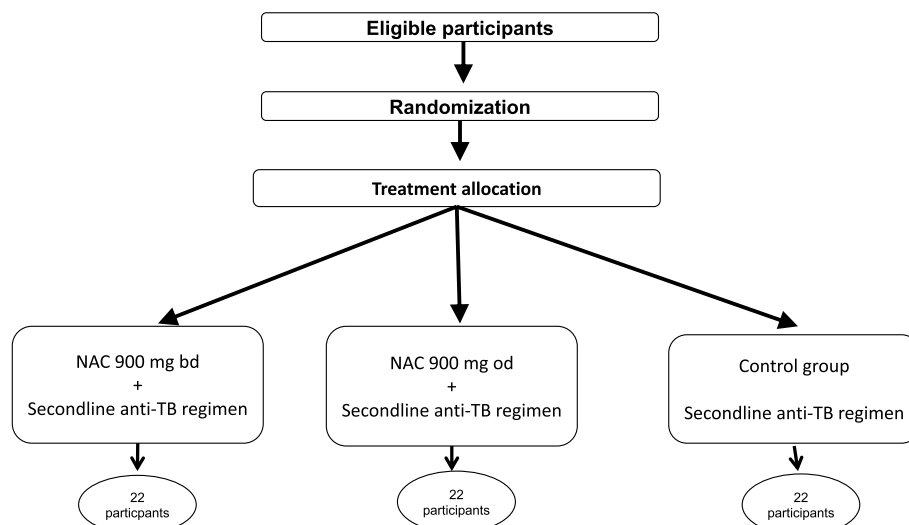 Eligible participants
Randomization
Treatment allocation
NAC 900 mg bd
+
Secondline anti-TB regimen
NAC 900 mg od
+
Secondline anti-TB regimen
Control group
Secondline anti-TB regimen
22
particpants
22
participants
22
participants